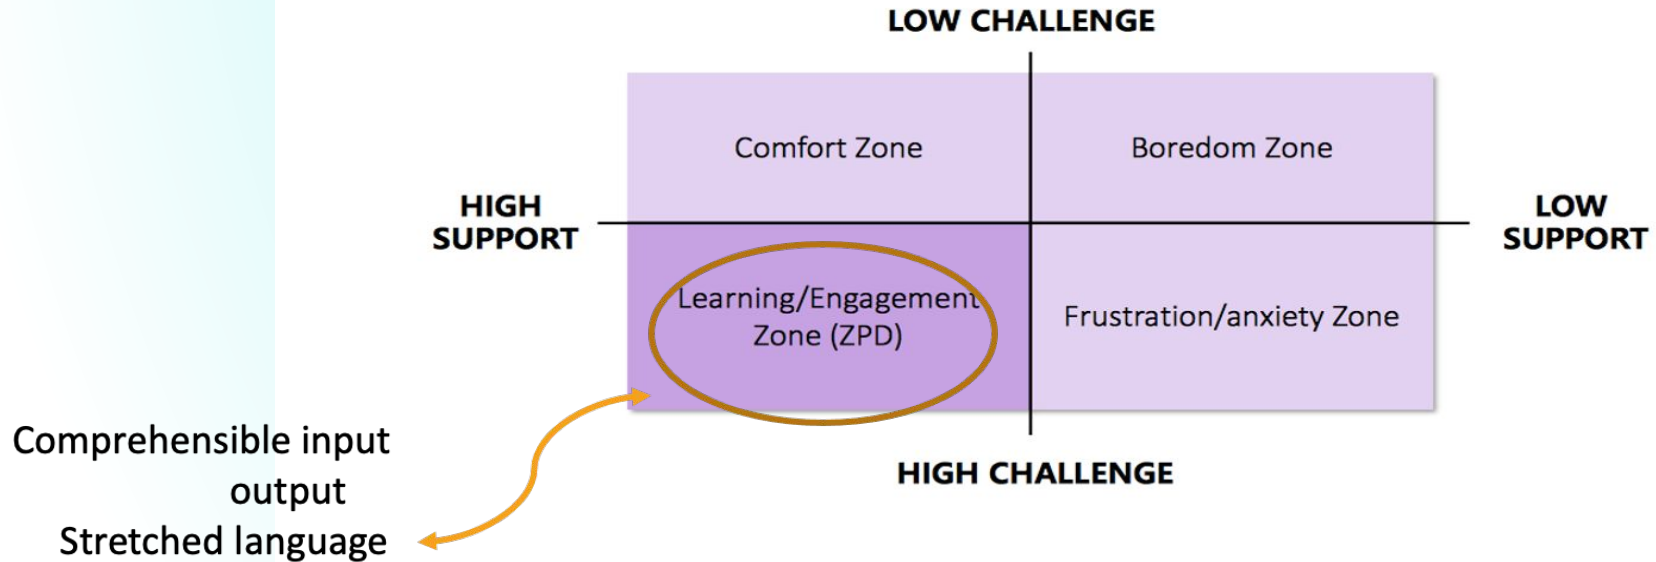 LOW CHALLENGE
Comfort Zone
Boredom Zone
HIGH
SUPPORT
LOW
SUPPORT
Learning/Engagement
Zone (ZPD)
Frustration/anxiety Zone
HIGH CHALLENGE
Comprehensible input
output
Stretched language